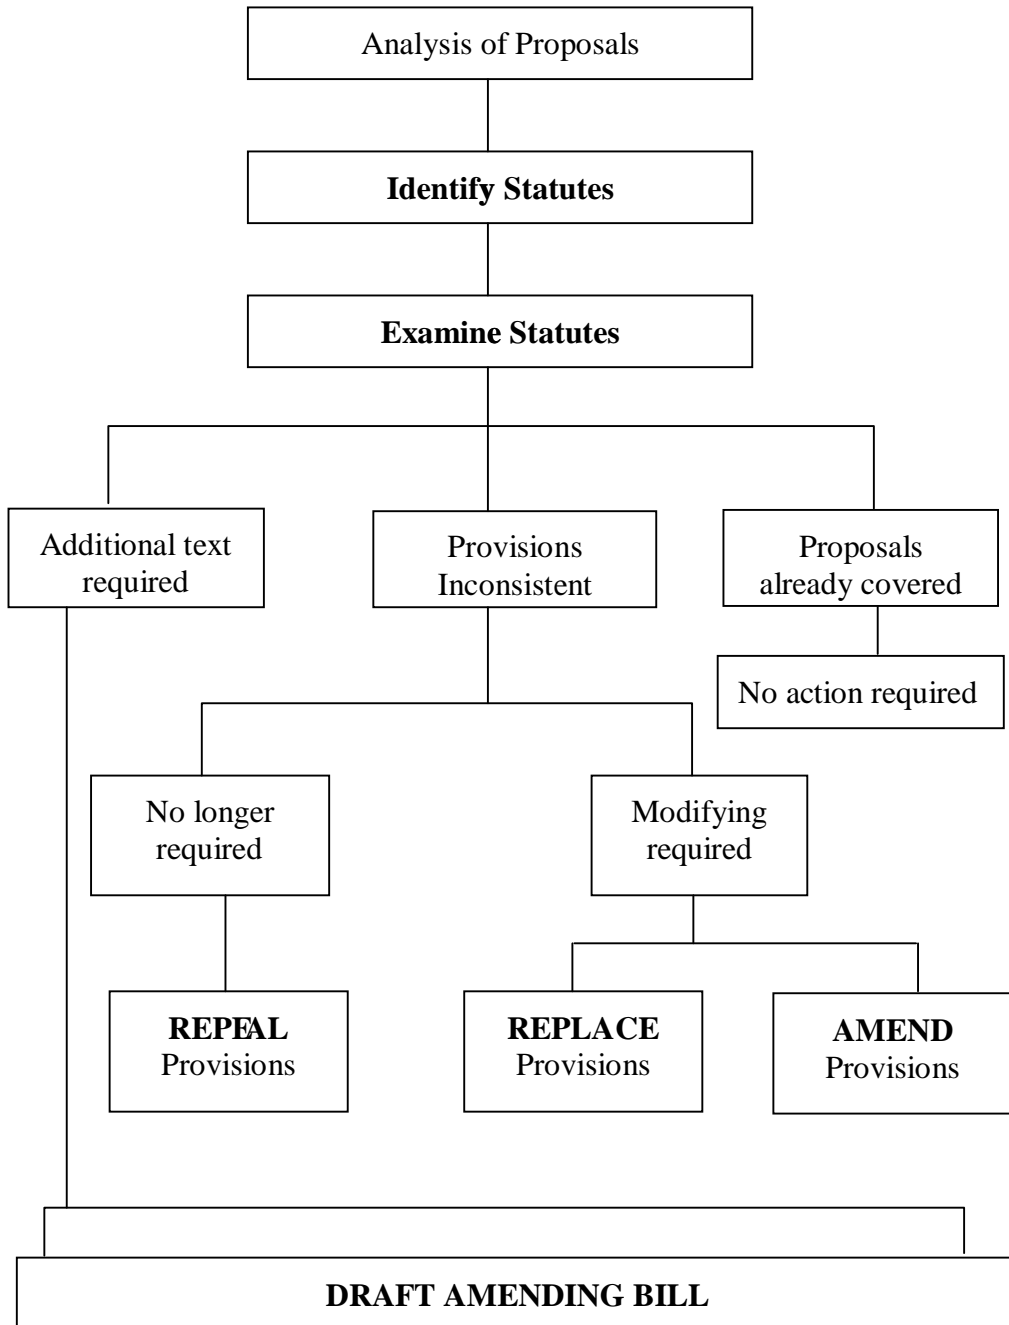 Analysis of Proposals
Identify Statutes
Examine Statutes
Additional text
required
Provisions
Inconsistent
Proposals
already covered
No action required
No longer
required
Modifying
required
REPEAL
Provisions
REPLACE
Provisions
AMEND
Provisions
DRAFT AMENDING BILL